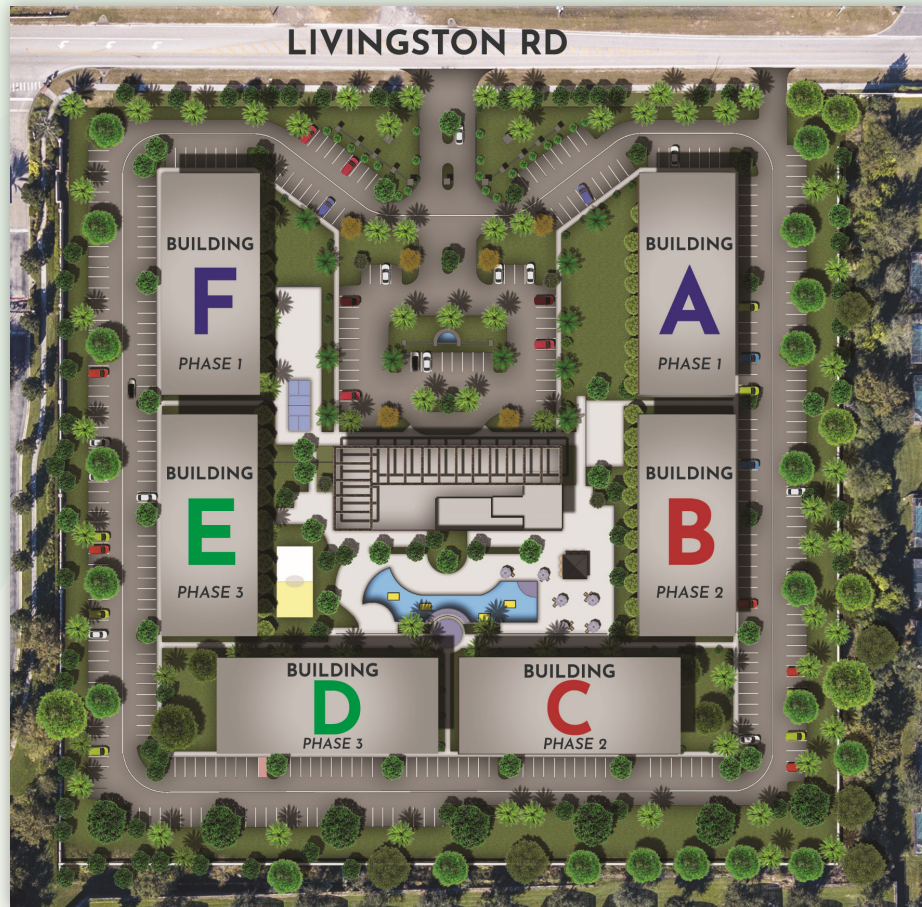 LIVINGSTON RD
BUILDING
F
PHASE 1
BUILDING
A
PHASE 1
BUILDING
E
PHASE 3
BUILDING
B
PHASE 2
BUILDING
D
PHASE 3
BUILDING
C
PHASE 2